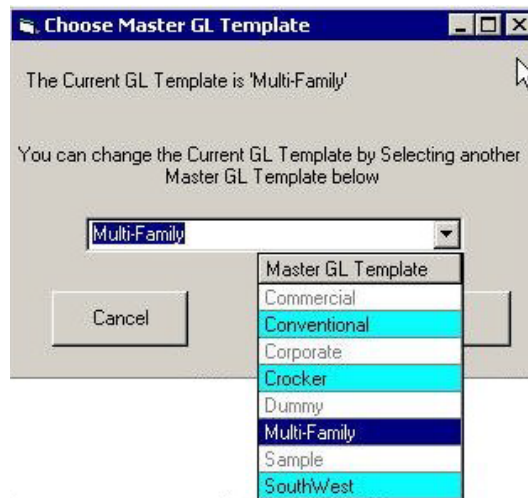 Choose Master GL Template
The Current GL Template is 'Multi-Family'
You can change the Current GL Template by Selecting another
Master GL Template below
Multi-Family
Master GL Template
Commercial
Conventional
Corporate
Crocker
Dummy
Multi-Family
Sample
SouthWest
Cancel